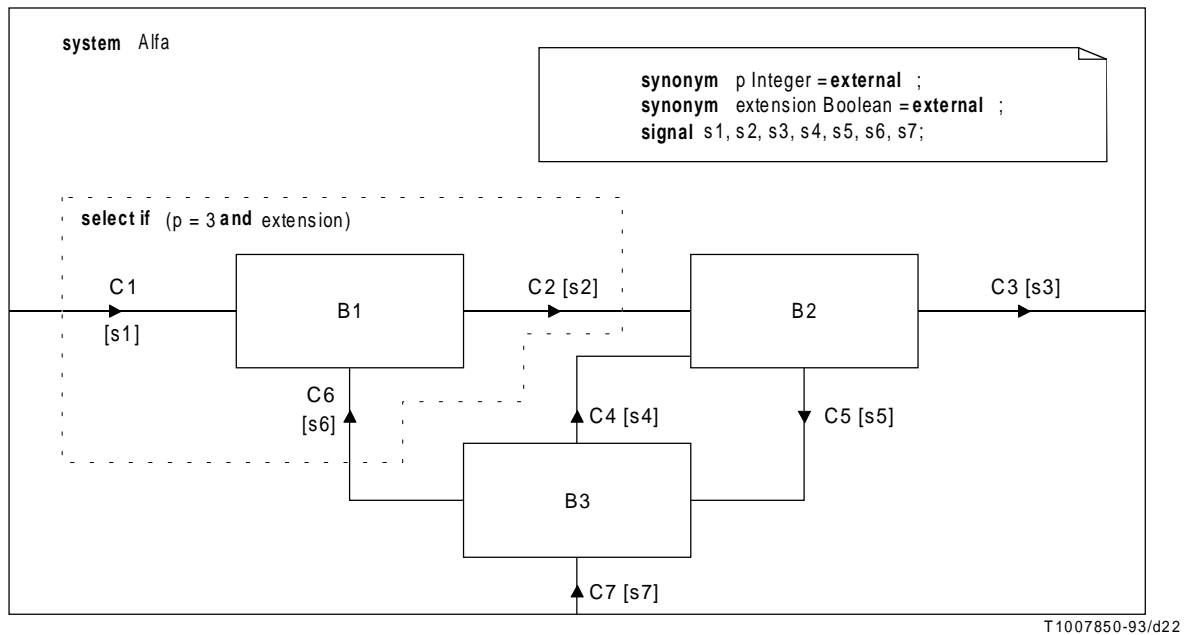 system Alfa
synonym p Integer = external ;
synonym extension Boolean = external ;
signal s1, s2, s3, s4, s5, s6, s7;
select if (p = 3 and extension)
C1
[s1]
B1
C2 [s2]
B2
C3 [s3]
C6
[s6]
C4 [s4]
C5 [s5]
B3
C7 [s7]
T1007850-93/d22